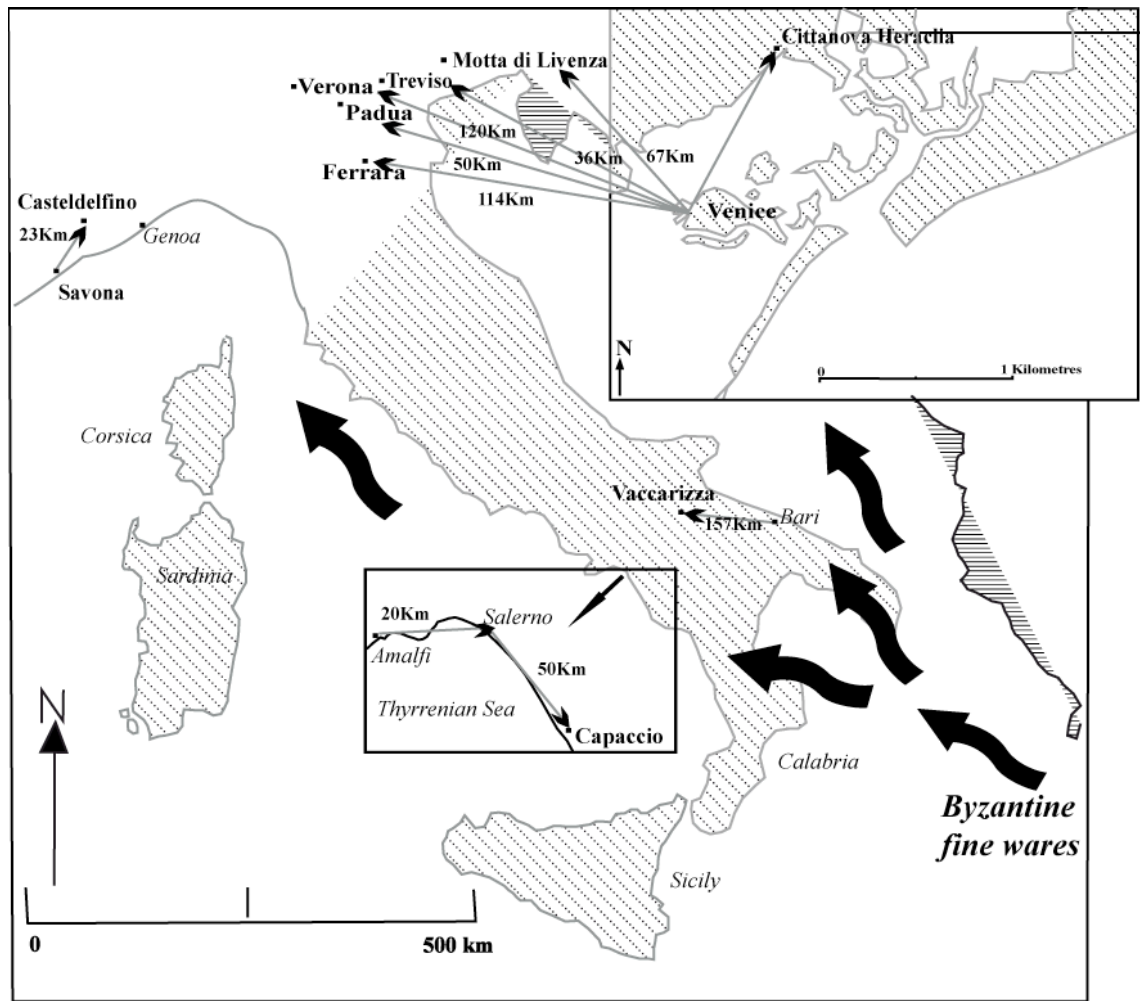 Cittanova Heraclia
Motta di Livenza
Verona
Treviso
Padua
120Km
50Km
36Km
67Km
Ferrara
114Km
Venice
Casteldelfino
23Km
Genoa
Savona
N
0
1 Kilometres
Corsica
Sardinia
Vaccarizza
157Km
Bari
20Km
Salerno
Amalfi
50Km
Thyrrenian Sea
Capaccio
N
Calabria
Byzantine
fine wares
Sicily
0
500 km